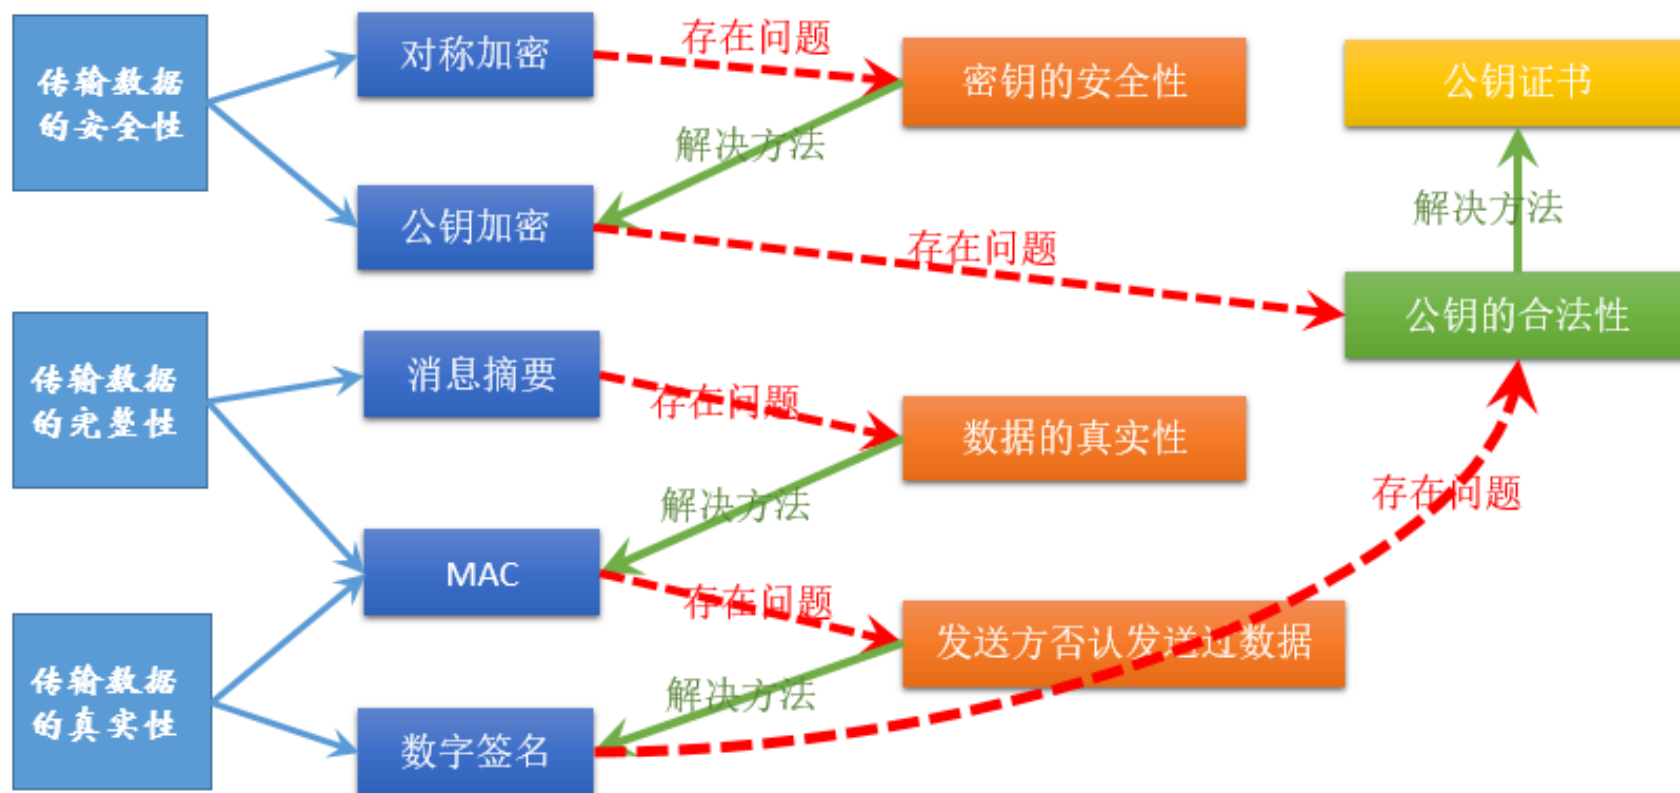 传输数据
的安全性
对称加密
存在问题
密钥的安全性
公钥证书
解决方法
公钥加密
存在问题
解决方法
公钥的合法性
传输数据
的完整性
消息摘要
存在问题
数据的真实性
解决方法
存在问题
MAC
存在问题
发送方否认发送过数据
传输数据
的真实性
解决方法
数字签名